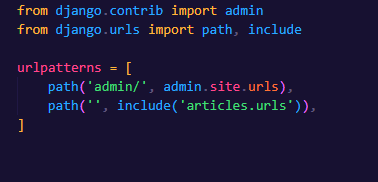 from django.contrib import admin
from django.urls import path, include

urlpatterns = [
    path('admin/', admin.site.urls),
    path('', include('articles.urls')),
]